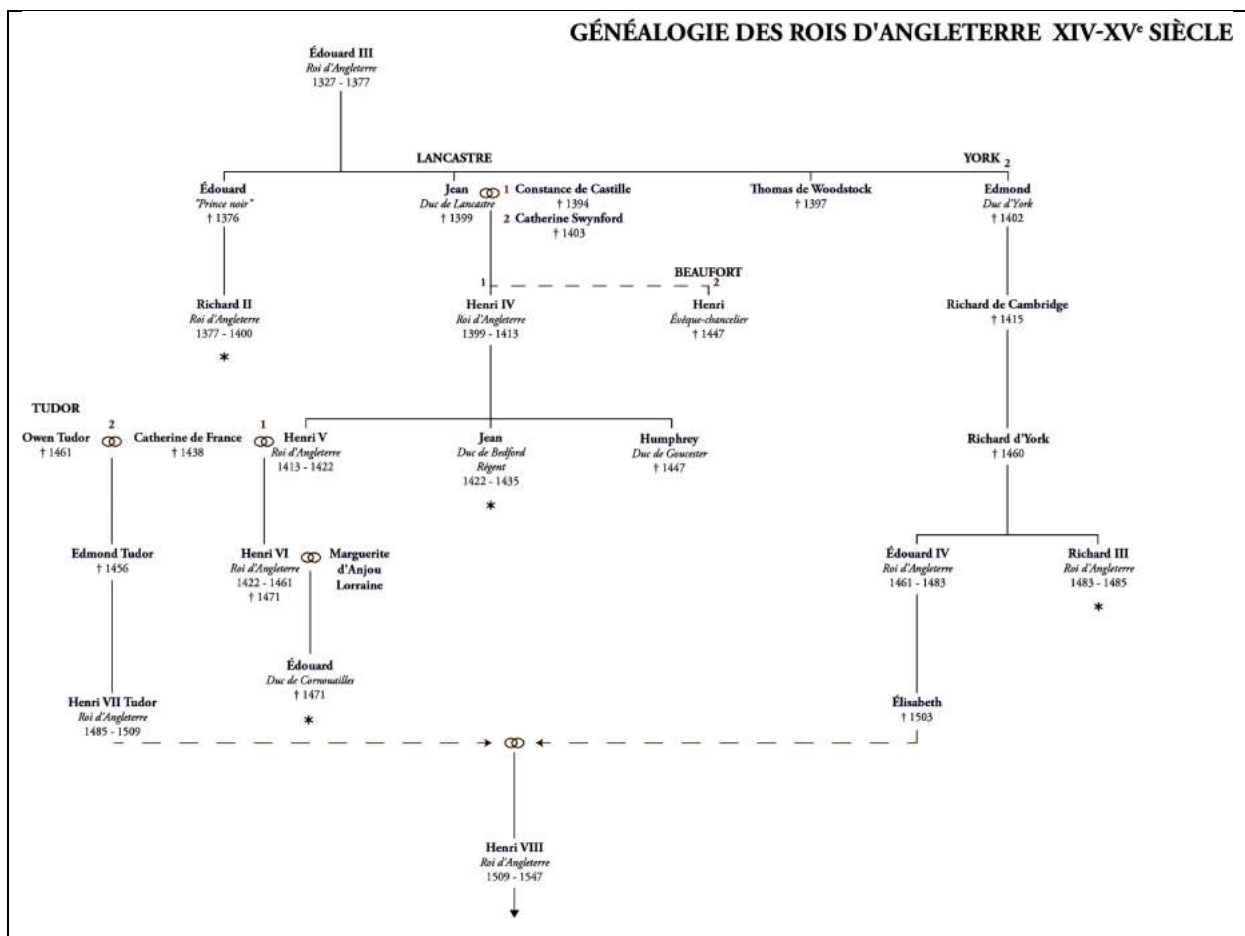 GÉNÉALOGIE DES ROIS D'ANGLETERRE XIV-XVe SIÈCLE
Édouard III
Roi d'Angleterre
1327 - 1377
LANCASTRE
YORK 2
Édouard
"Prince noir"
† 1376
Jean
Duc de Lancastre
† 1399
1 Constance de Castille
† 1394
2 Catherine Swynford
† 1403
Thomas de Woodstock
† 1397
Edmond
Duc d'York
† 1402
BEAUFORT
1
2
Richard II
Roi d'Angleterre
1377 - 1400
*
Henri IV
Roi d'Angleterre
1399 - 1413
Henri
Évêque-chancelier
† 1447
Richard de Cambridge
† 1415
TUDOR
2
1
Owen Tudor
† 1461
Catherine de France
† 1438
Henri V
Roi d'Angleterre
1413 - 1422
Jean
Duc de Bedford
Régent
1422 - 1435
*
Humphrey
Duc de Goucester
† 1447
Richard d'York
† 1460
Edmond Tudor
† 1456
Henri VI
Roi d'Angleterre
1422 - 1461
† 1471
Marguerite
d'Anjou
Lorraine
Édouard IV
Roi d'Angleterre
1461 - 1483
Richard III
Roi d'Angleterre
1483 - 1485
*
Édouard
Duc de Cornouailles
† 1471
*
Henri VII Tudor
Roi d'Angleterre
1485 - 1509
Élisabeth
† 1503
Henri VIII
Roi d'Angleterre
1509 - 1547